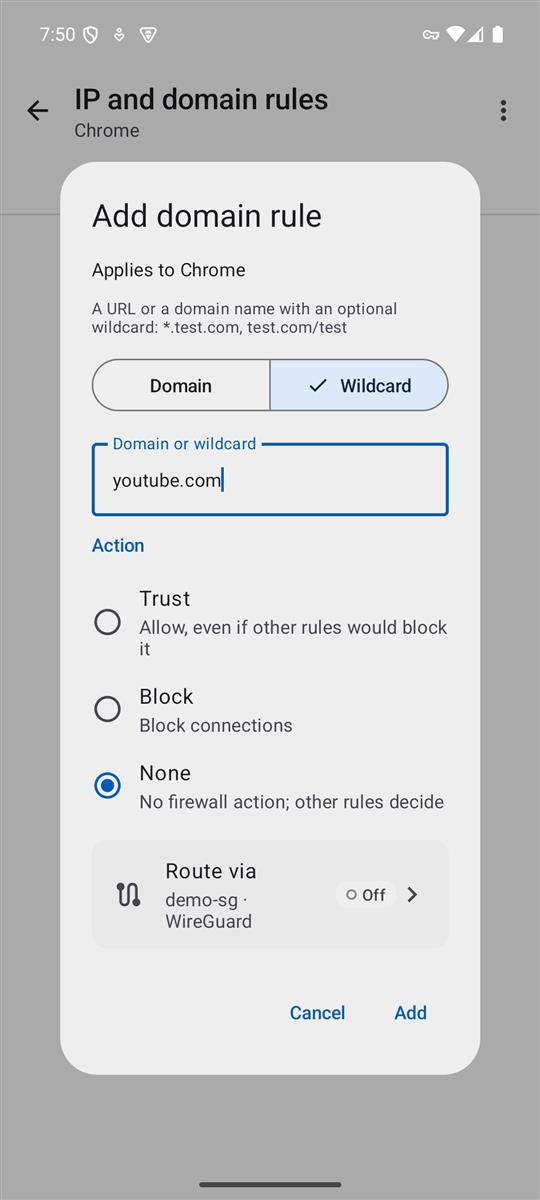 7:50
IP and domain rules
Chrome
Add domain rule
Applies to Chrome
A URL or a domain name with an optional
wildcard: *.test.com, test.com/test
Domain
Wildcard
Domain or wildcard
youtube.com
Action
Trust
Allow, even if other rules would block
it
Block
Block connections
None
No firewall action; other rules decide
Route via
demo-sg ·
WireGuard
Off
Cancel
Add